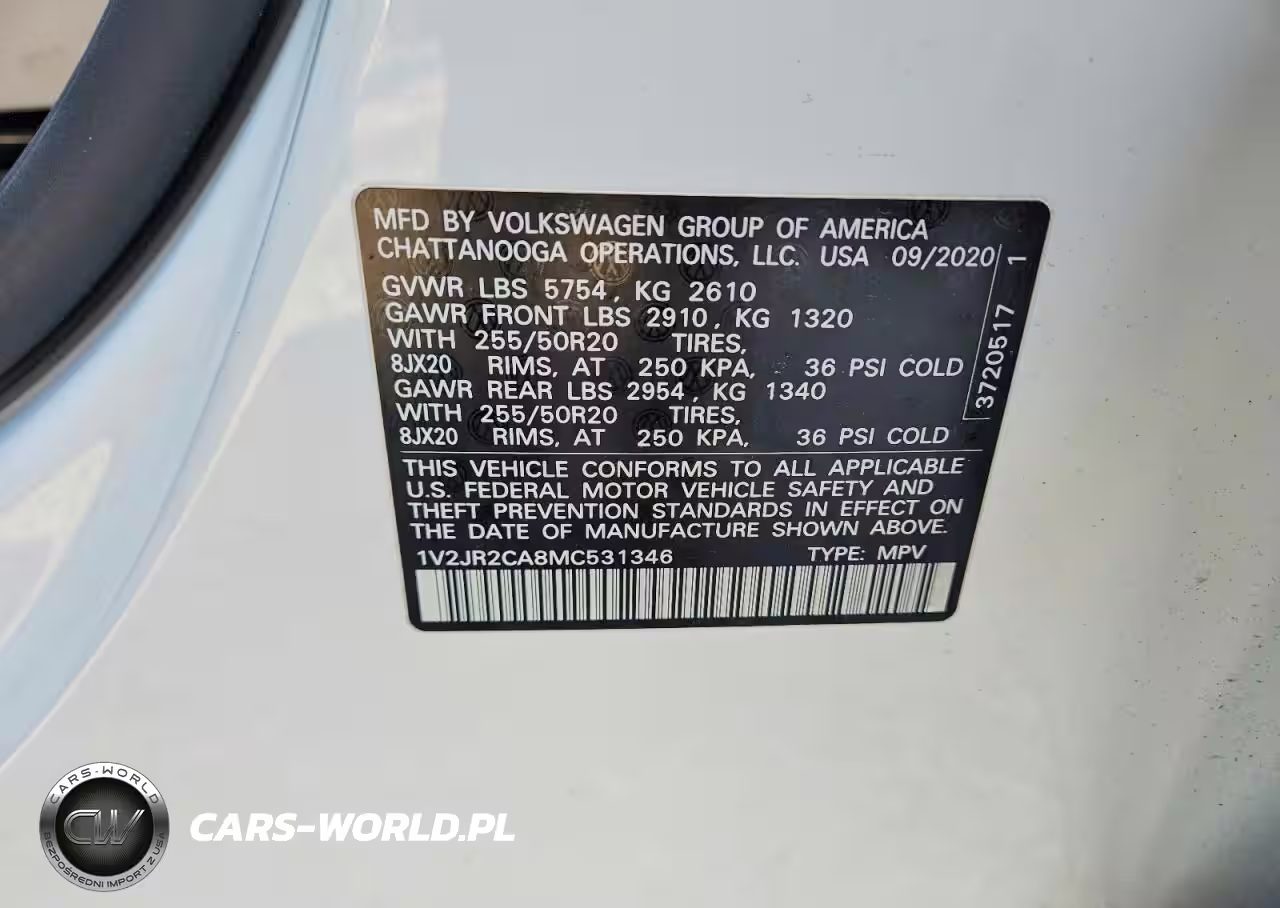 MFD BY VOLKSWAGEN GROUP OF AMERICA
CHATTANOOGA OPERATIONS, LLC. USA 09/2020
GVWR LBS 5754, KG 2610
GAWR FRONT LBS 2910, KG 1320
WITH 255/50R20 TIRES,
8JX20 RIMS, AT 250 KPA, 36 PSI COLD
GAWR REAR LBS 2954, KG 1340
WITH 255/50R20 TIRES,
8JX20 RIMS, AT 250 KPA, 36 PSI COLD
3720517 1
THIS VEHICLE CONFORMS TO ALL APPLICABLE
U.S. FEDERAL MOTOR VEHICLE SAFETY AND
THEFT PREVENTION STANDARDS IN EFFECT ON
THE DATE OF MANUFACTURE SHOWN ABOVE.
1V2JR2CA8MC531346 TYPE: MPV
CARS-WORLD
CW
BEZPOŚREDNI IMPORT Z USA
CARS-WORLD.PL